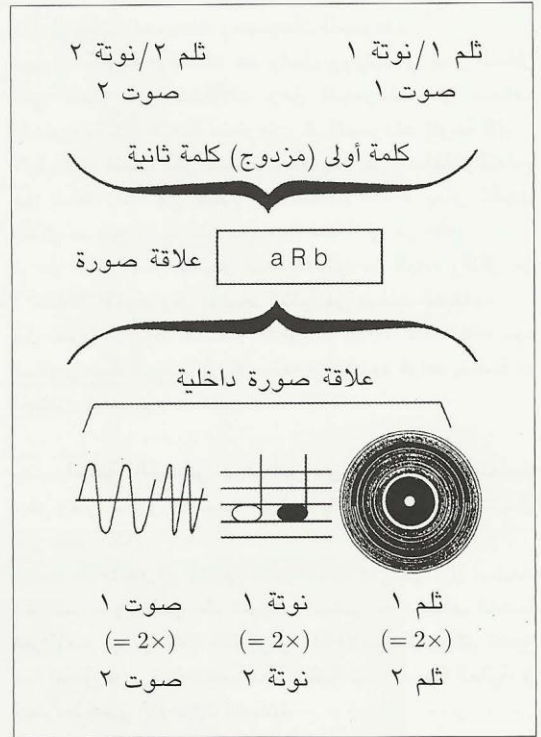 ثلم ١/نوتة ١ ثلم ٢/نوتة ٢
صوت ١ صوت ٢
كلمة أولى (مزدوج) كلمة ثانية
aRb علاقة صورة
علاقة صورة داخلية
ثلم ١ نوتة ١ صوت ١
(= 2×) (= 2×) (= 2×)
ثلم ٢ نوتة ٢ صوت ٢